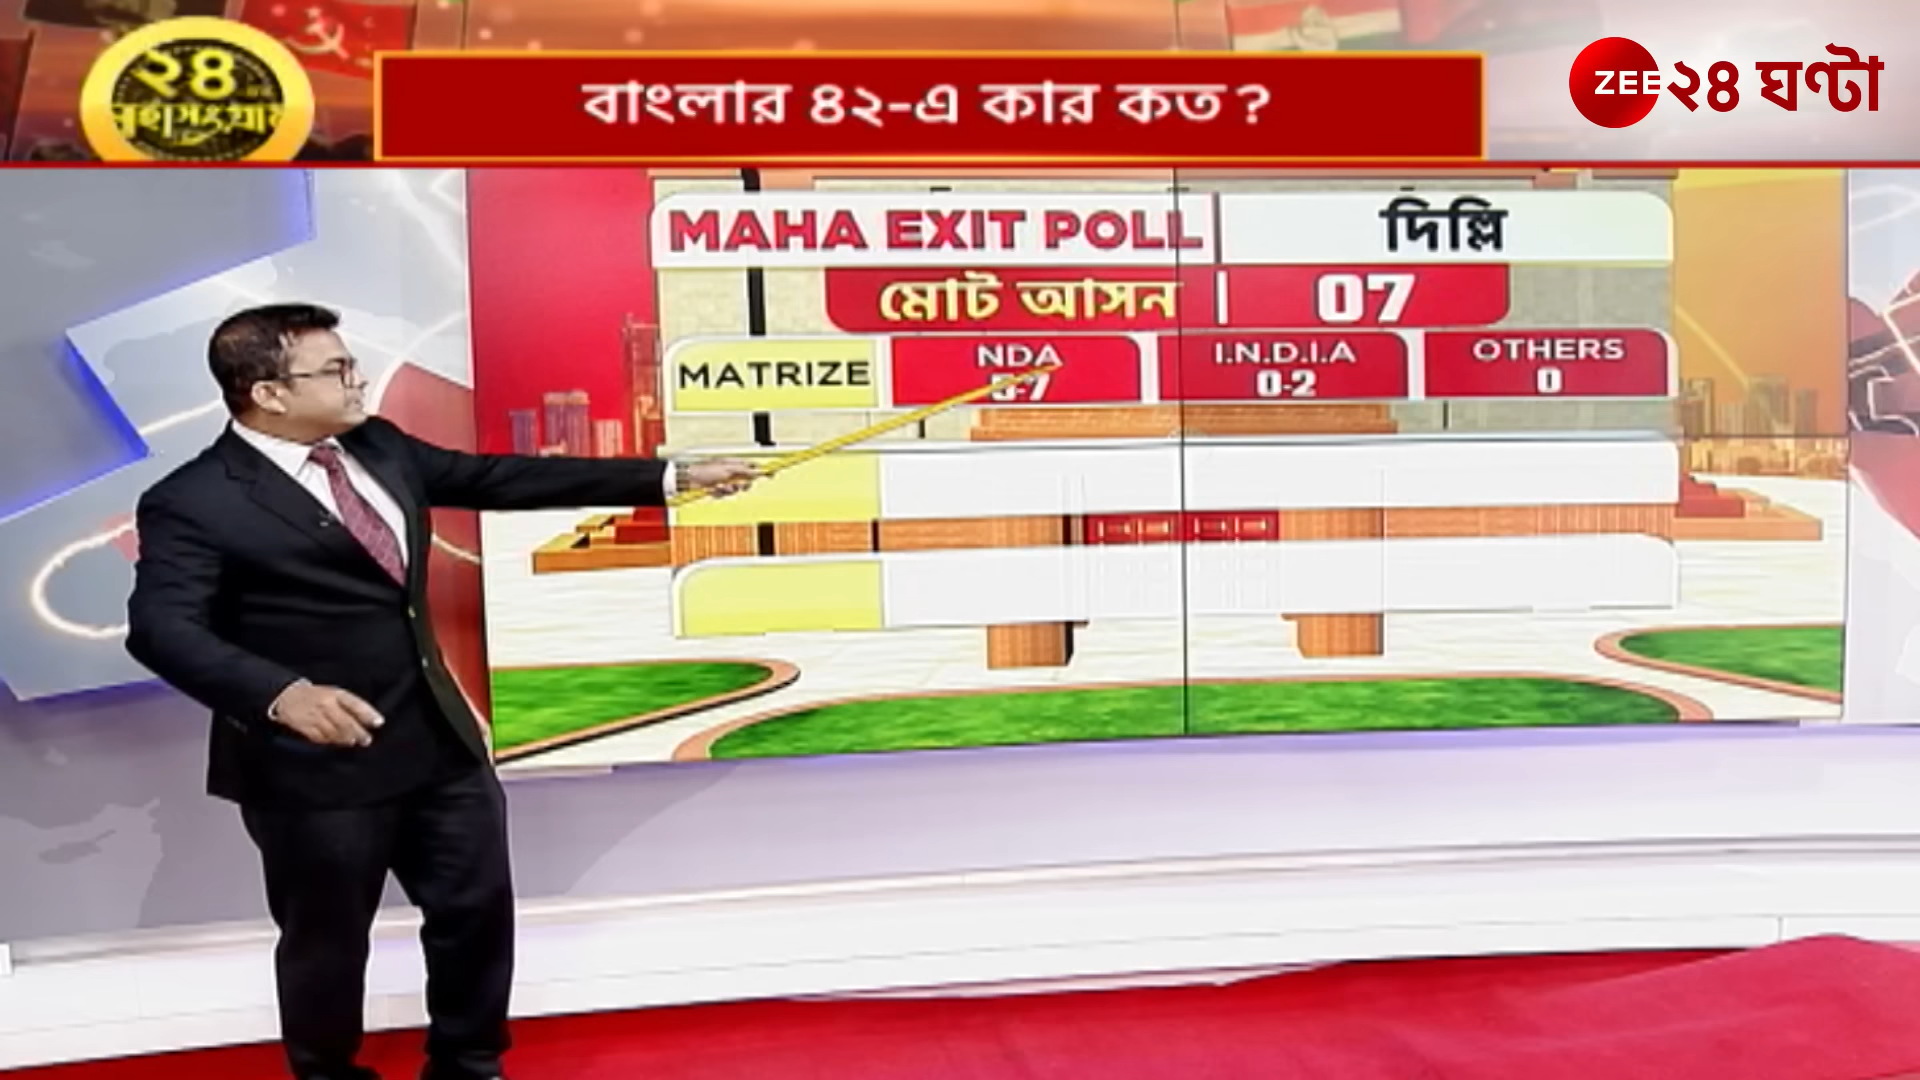 ২৪
মহাসংগ্রাম
বাংলার ৪২-এ কার কত?
ZEE ২৪ ঘণ্টা
MAHA EXIT POLL
দিল্লি
মোট আসন | 07
MATRIZE
NDA
5-7
I.N.D.I.A
0-2
OTHERS
0